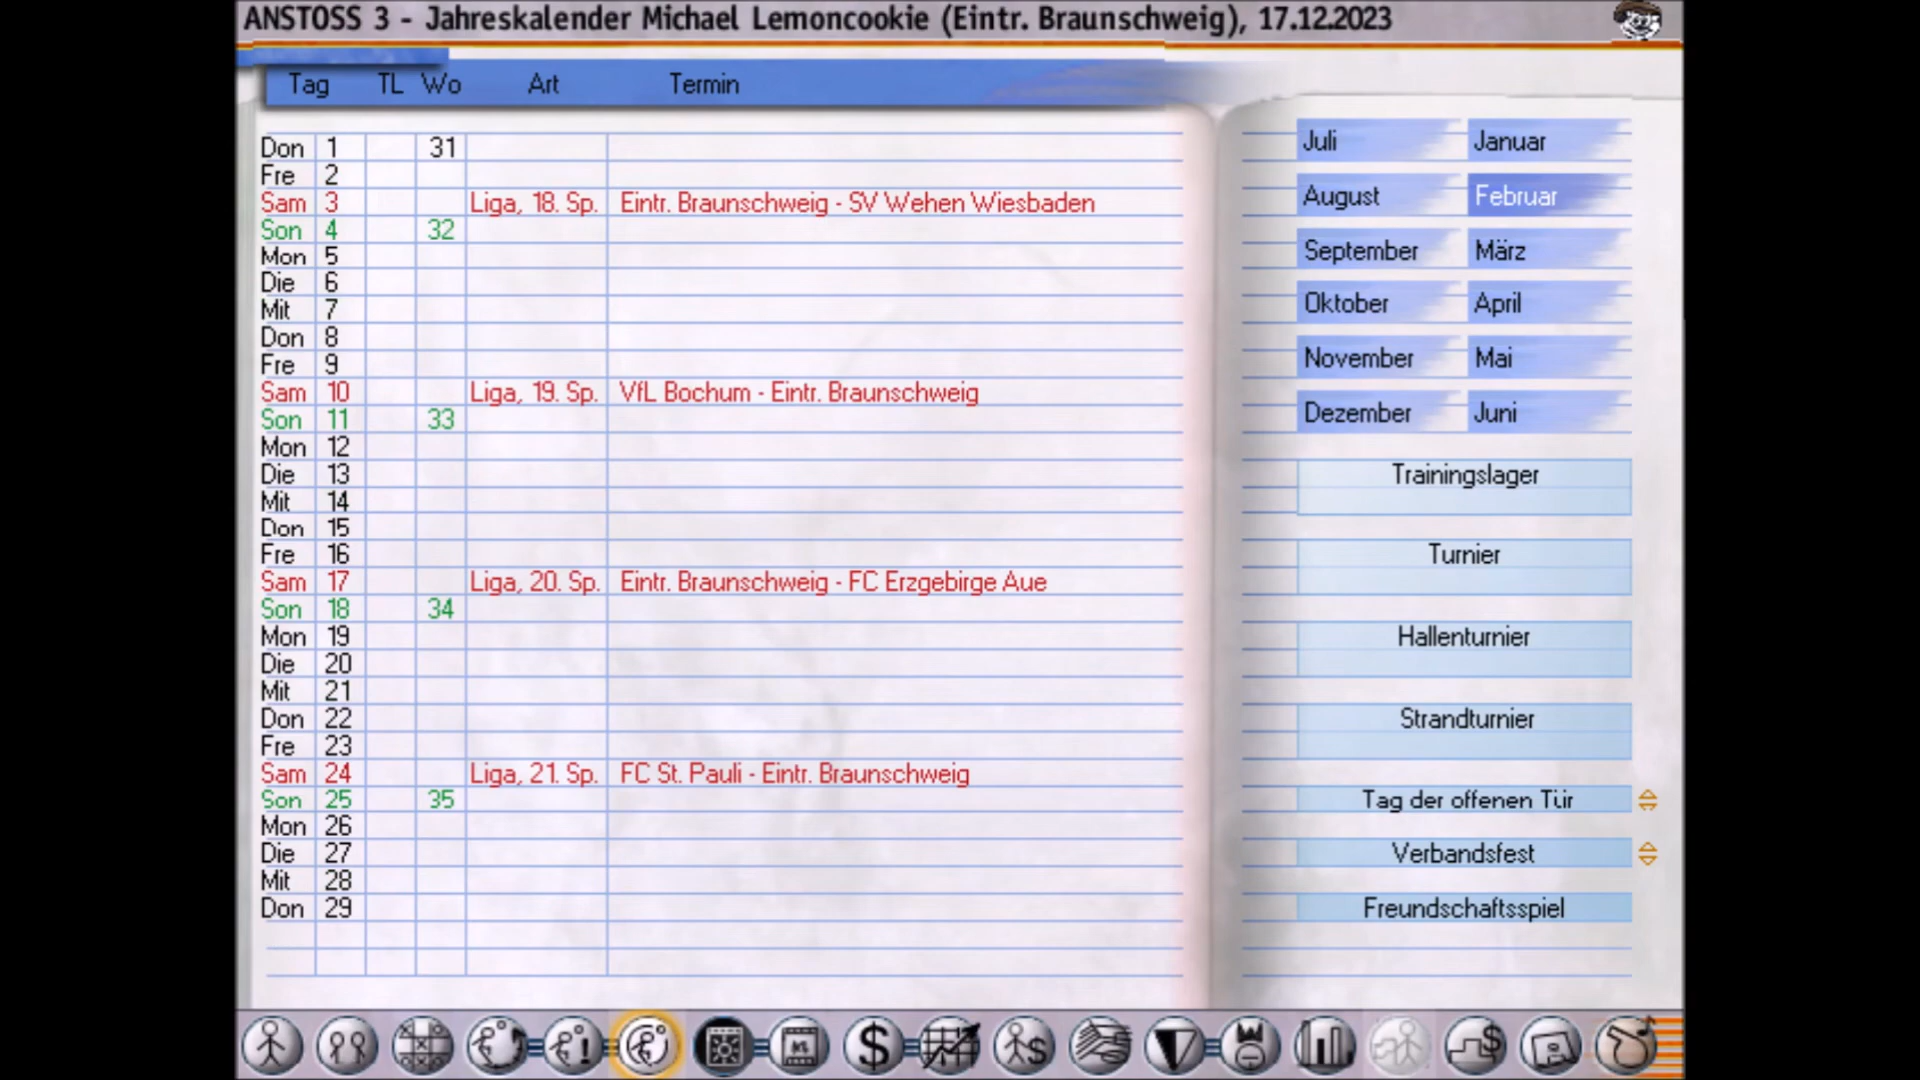 ANSTOSS 3 - Jahreskalender Michael Lemoncookie (Eintr. Braunschweig), 17.12.2023
Tag TL Wo Art Termin
Don 1 31
Fre 2
Sam 3 Liga, 18. Sp. Eintr. Braunschweig - SV Wehen Wiesbaden
Son 4 32
Mon 5
Die 6
Mit 7
Don 8
Fre 9
Sam 10 Liga, 19. Sp. VfL Bochum - Eintr. Braunschweig
Son 11 33
Mon 12
Die 13
Mit 14
Don 15
Fre 16
Sam 17 Liga, 20. Sp. Eintr. Braunschweig - FC Erzgebirge Aue
Son 18 34
Mon 19
Die 20
Mit 21
Don 22
Fre 23
Sam 24 Liga, 21. Sp. FC St. Pauli - Eintr. Braunschweig
Son 25 35
Mon 26
Die 27
Mit 28
Don 29
Juli Januar
August Februar
September März
Oktober April
November Mai
Dezember Juni
Trainingslager
Turnier
Hallenturnier
Strandturnier
Tag der offenen Tür
Verbandsfest
Freundschaftsspiel